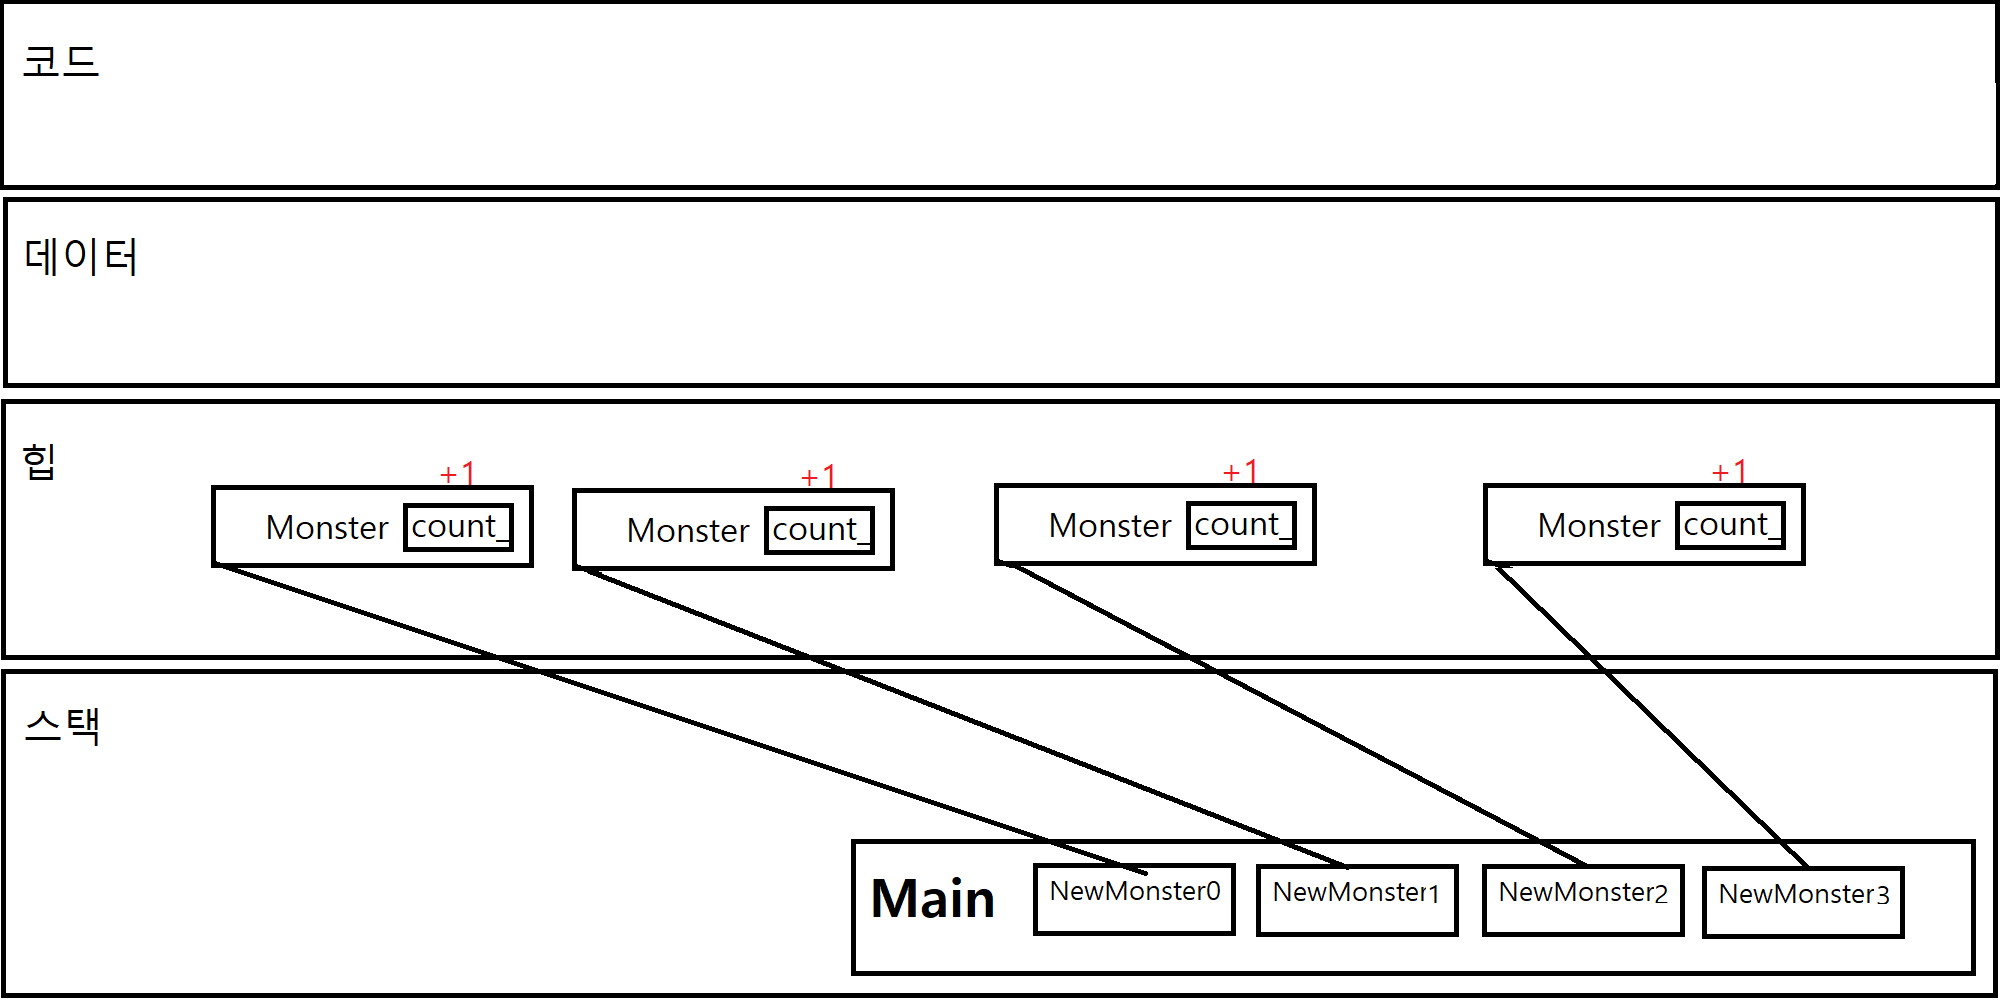 코드
데이터
힙
+1 +1 +1 +1
Monster count_ Monster count_ Monster count_ Monster count_
스택
Main NewMonster0 NewMonster1 NewMonster2 NewMonster3